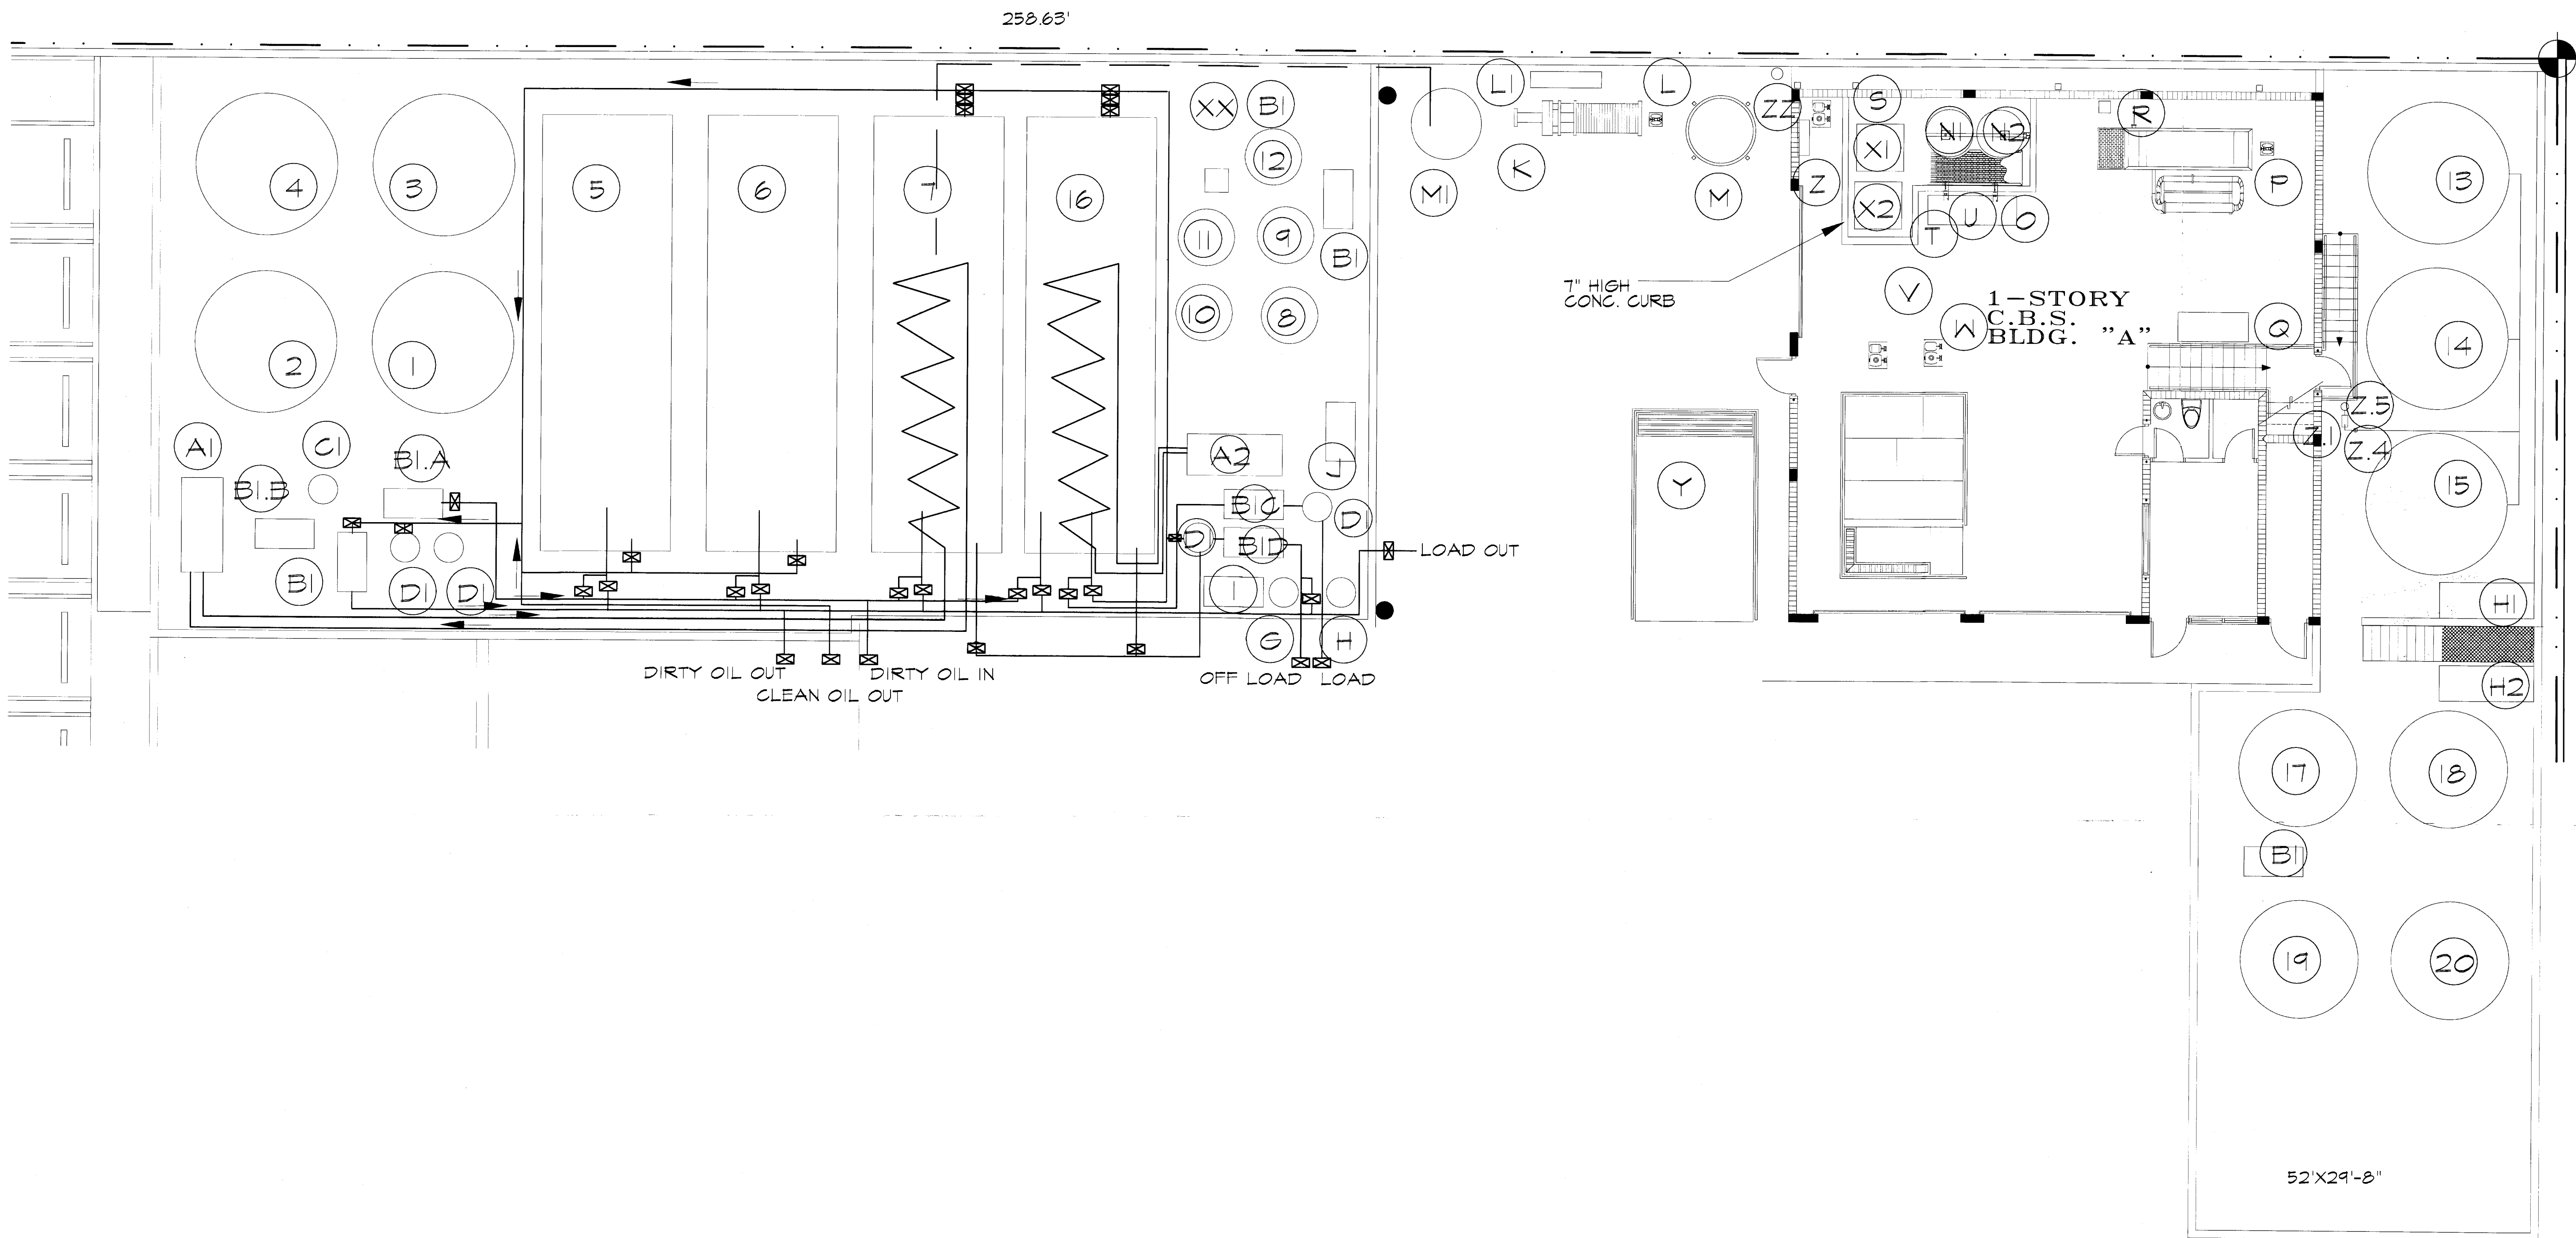 258.63'
4
3
5
6
7
16
XX
B1
12
11
9
B1
10
8
2
1
A1
C1
B1.B
B1.A
B1
D1
D1
A2
J
B1C
D1
D1
B1D
I
G
H
LOAD OUT
DIRTY OIL OUT
DIRTY OIL IN
CLEAN OIL OUT
OFF LOAD
LOAD
L1
L
K
M1
M
ZZ
Z
S
X1
X2
N1
N2
T
U
O
R
P
V
W
Q
7" HIGH
CONC. CURB
1-STORY
C.B.S.
BLDG. "A"
Y
Z.5
Z.1
Z.4
13
14
15
H1
H2
17
18
B1
19
20
52'X29'-8"